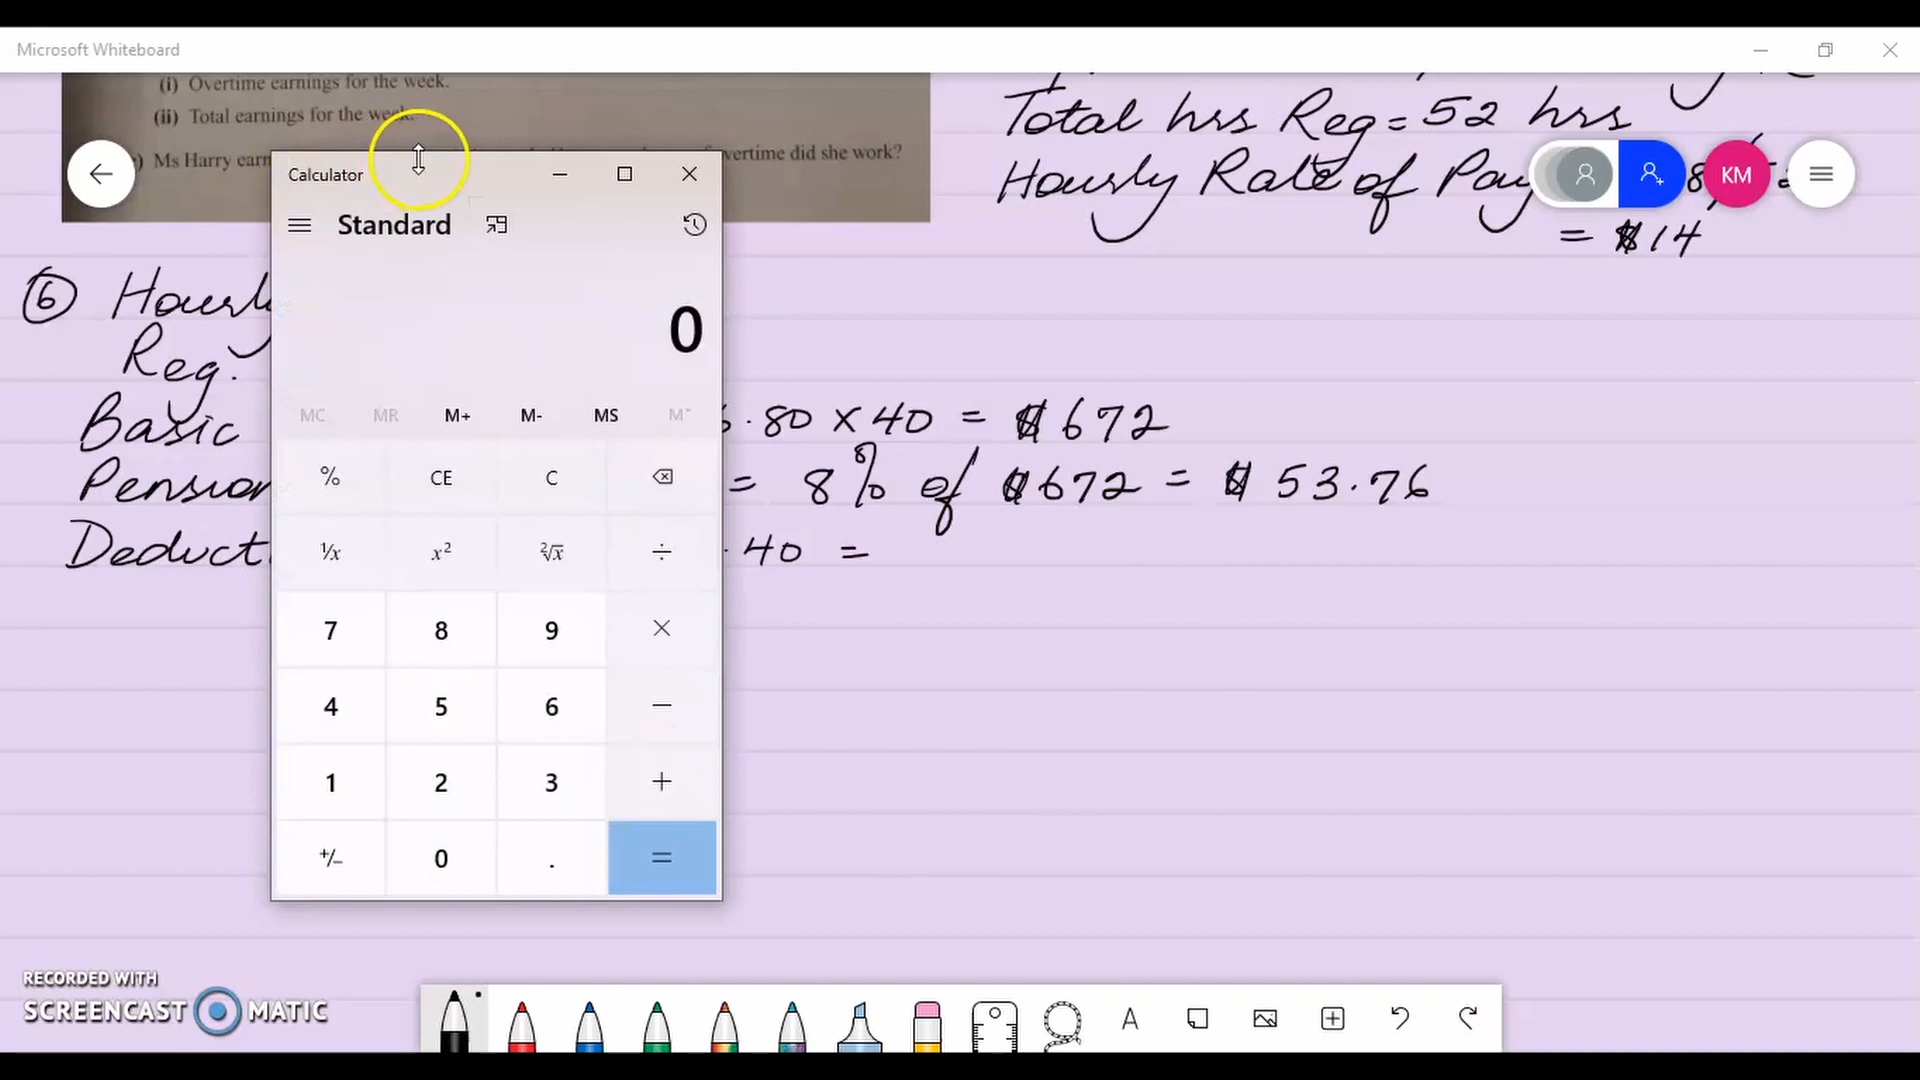 Microsoft Whiteboard
(i) Overtime earnings for the week.
(ii) Total earnings for the week.
Ms Harry earn
overtime did she work?
Total hrs Reg = 52 hrs
Hourly Rate of Pay
= $14
KM
6 Hourly
Reg.
Basic
.80 x 40 = $672
Pension
= 8% of $672 = $53.76
Deduct
.40 =
Calculator
Standard
0
MC MR M+ M- MS M˅
% CE C
¹/x x² ²√x ÷
7 8 9 ×
4 5 6 −
1 2 3 +
+/− 0 . =
RECORDED WITH
SCREENCAST MATIC
A